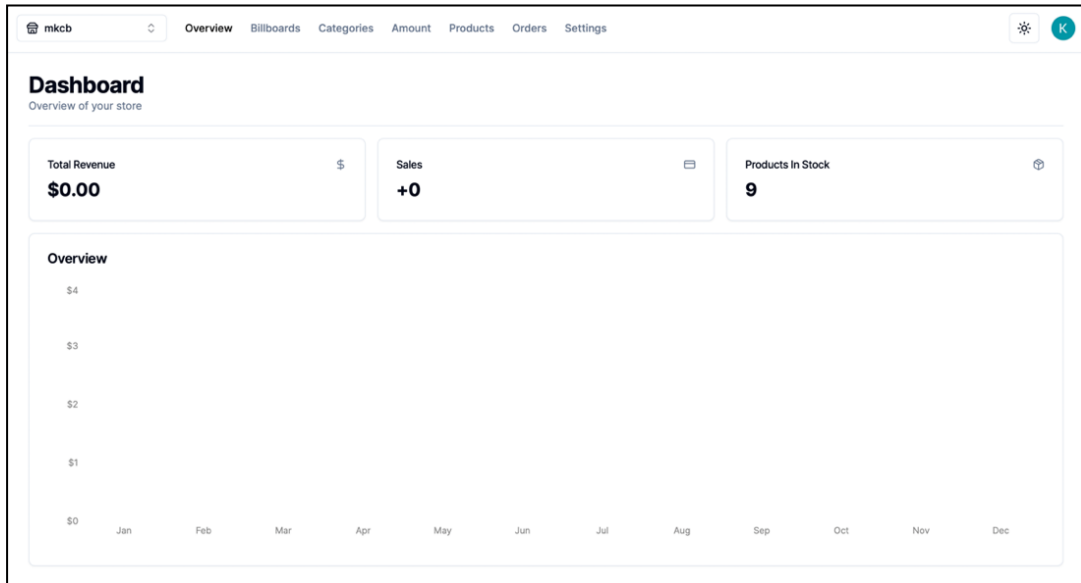 mkcb Overview Billboards Categories Amount Products Orders Settings K
Dashboard
Overview of your store
Total Revenue $
$0.00
Sales
+0
Products In Stock
9
Overview
$4
$3
$2
$1
$0
Jan Feb Mar Apr May Jun Jul Aug Sep Oct Nov Dec